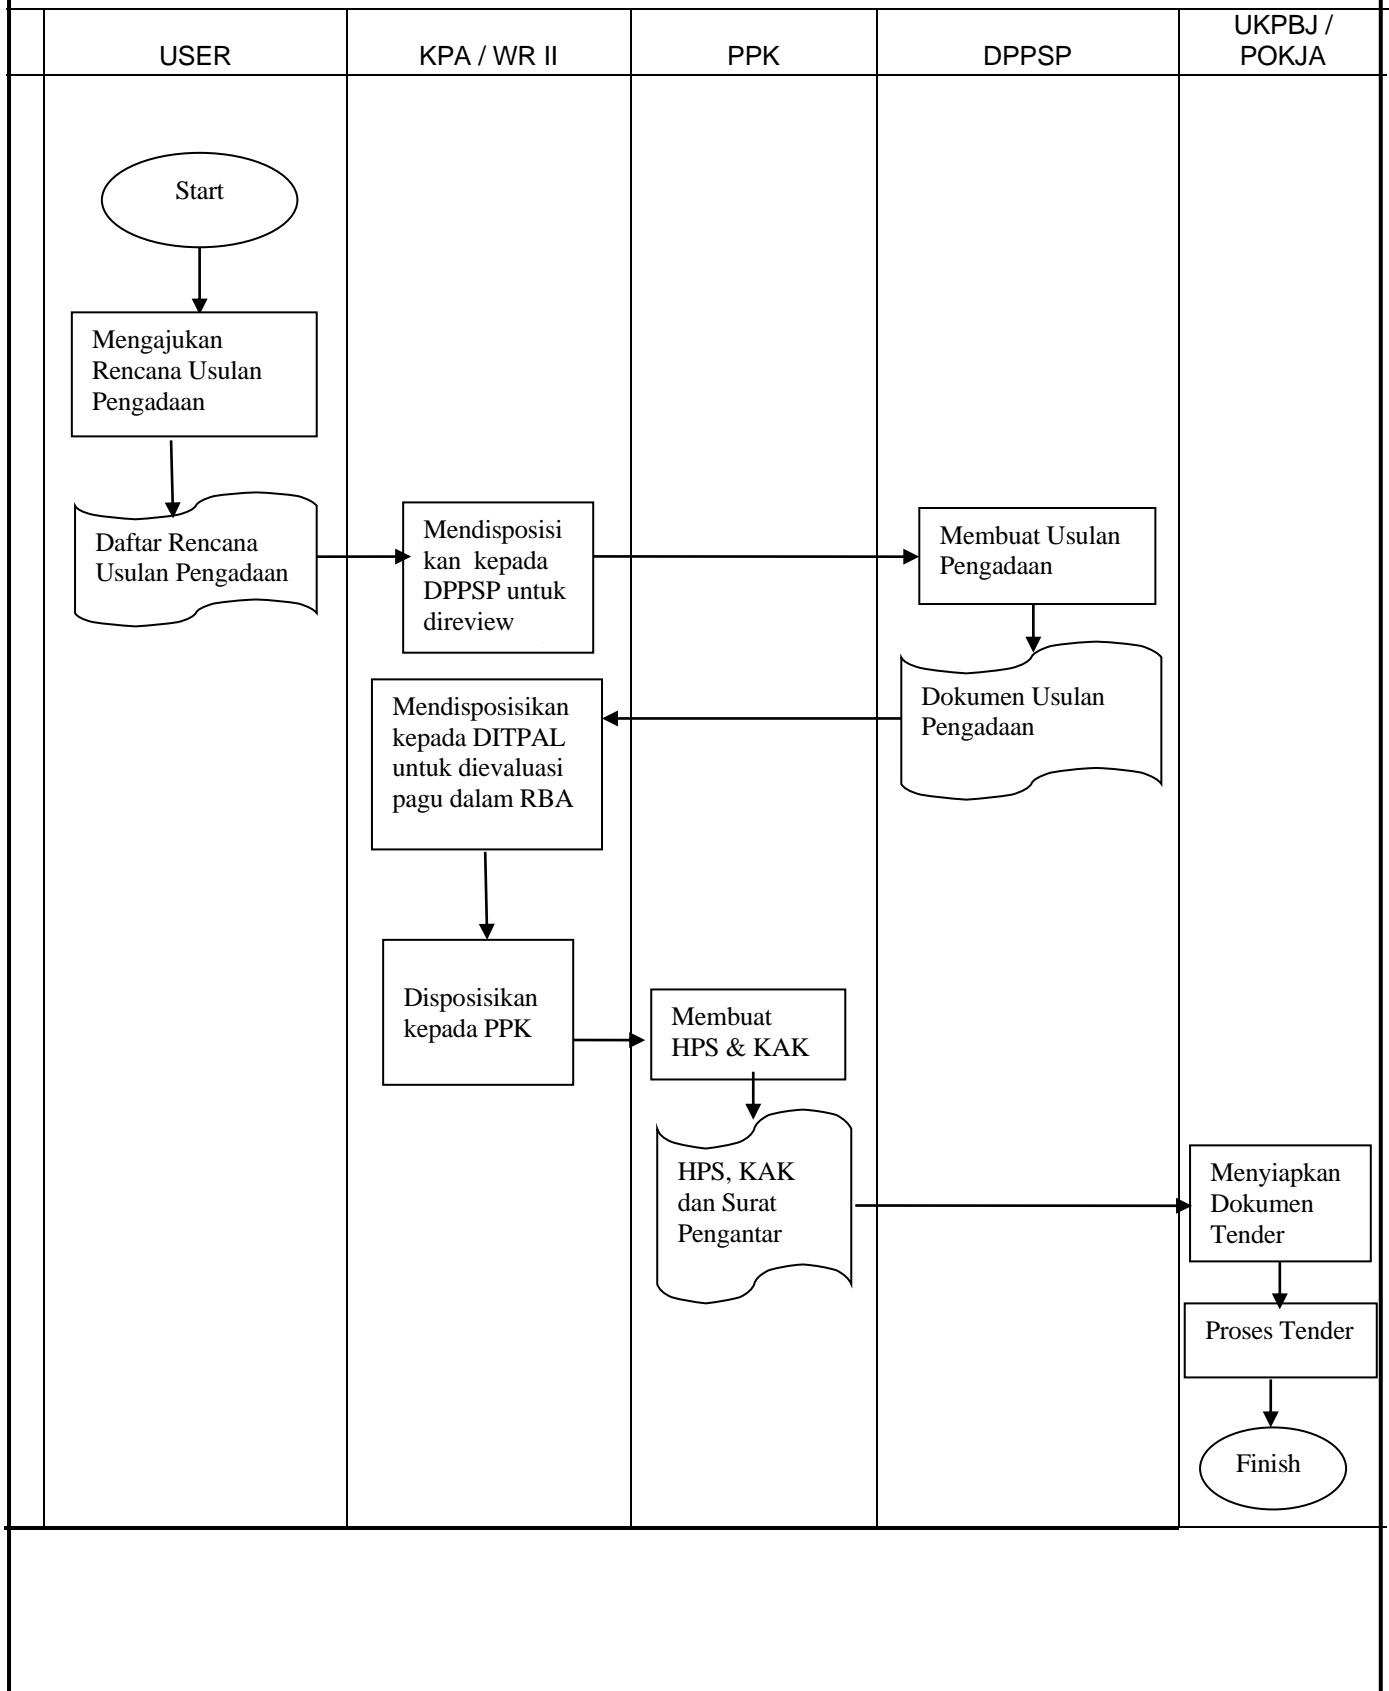 USER
KPA / WR II
PPK
DPPSP
UKPBJ /
POKJA
Start
Mengajukan
Rencana Usulan
Pengadaan
Daftar Rencana
Usulan Pengadaan
Mendisposisi
kan kepada
DPPSP untuk
direview
Membuat Usulan
Pengadaan
Dokumen Usulan
Pengadaan
Mendisposisikan
kepada DITPAL
untuk dievaluasi
pagu dalam RBA
Disposisikan
kepada PPK
Membuat
HPS & KAK
HPS, KAK
dan Surat
Pengantar
Menyiapkan
Dokumen
Tender
Proses Tender
Finish